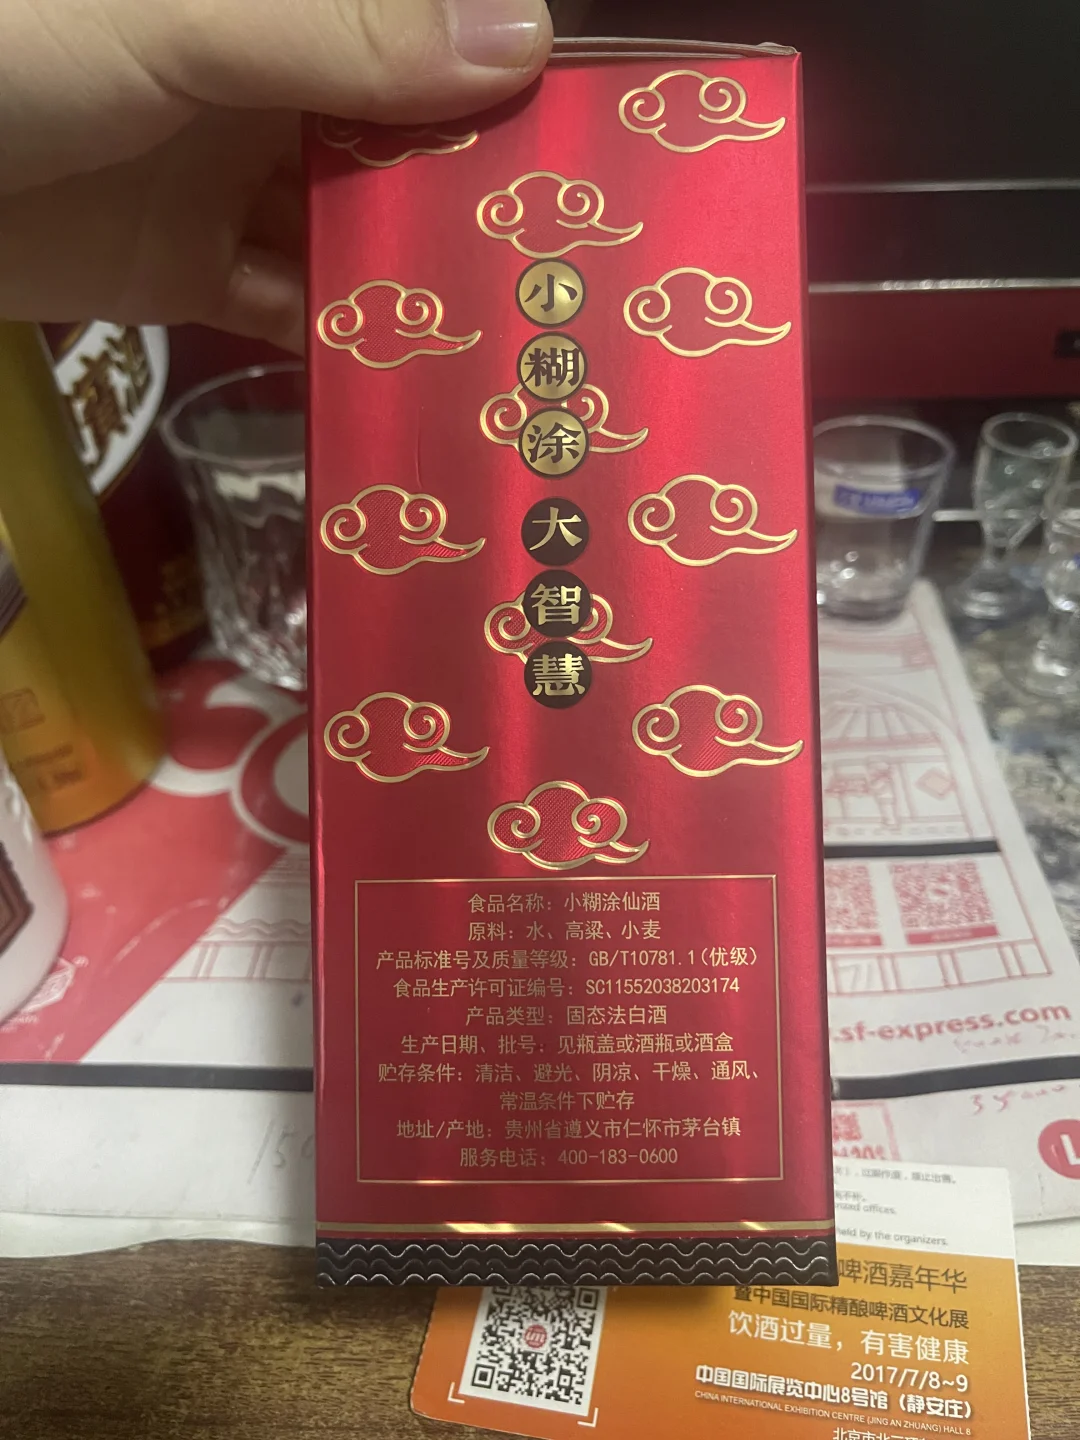 小糊涂
大智慧
食品名称：小糊涂仙酒
原料：水、高粱、小麦
产品标准号及质量等级：GB/T10781.1(优级)
食品生产许可证编号：SC11552038203174
产品类型：固态法白酒
生产日期、批号：见瓶盖或酒瓶或酒盒
贮存条件：清洁、避光、阴凉、干燥、通风、
常温条件下贮存
地址/产地：贵州省遵义市仁怀市茅台镇
服务电话：400-183-0600
.sf-express.com
held by the organizers.
啤酒嘉年华
暨中国国际精酿啤酒文化展
饮酒过量，有害健康
2017/7/8~9
中国国际展览中心8号馆（静安庄）
CHINA INTERNATIONAL EXHIBITION CENTRE (JING AN ZHUANG) HALL 8